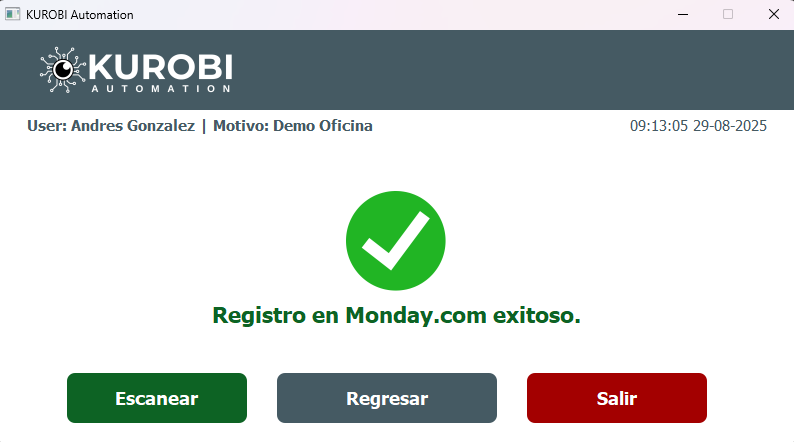 KUROBI Automation
KUROBI
AUTOMATION
User: Andres Gonzalez | Motivo: Demo Oficina
09:13:05 29-08-2025
Registro en Monday.com exitoso.
Escanear
Regresar
Salir